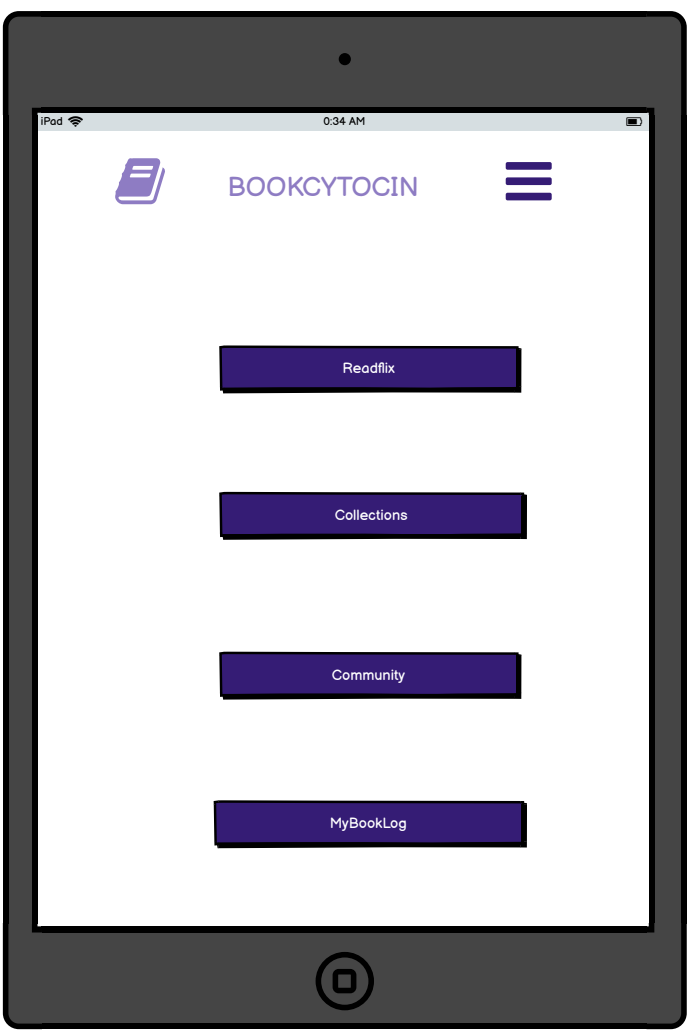 iPad
0:34 AM
BOOKCYTOCIN
Readflix
Collections
Community
MyBookLog